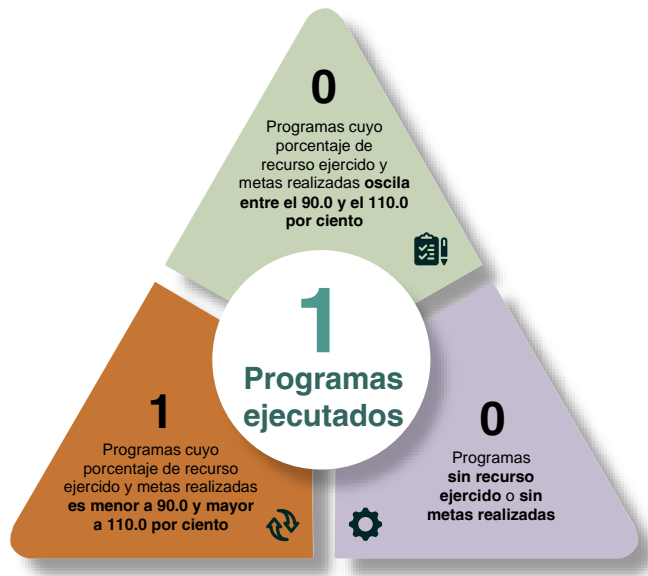 0
Programas cuyo
porcentaje de
recurso ejercido y
metas realizadas oscila
entre el 90.0 y el 110.0
por ciento
1
Programas
ejecutados
1
Programas cuyo
porcentaje de recurso
ejercido y metas realizadas
es menor a 90.0 y mayor
a 110.0 por ciento
0
Programas
sin recurso
ejercido o sin
metas realizadas